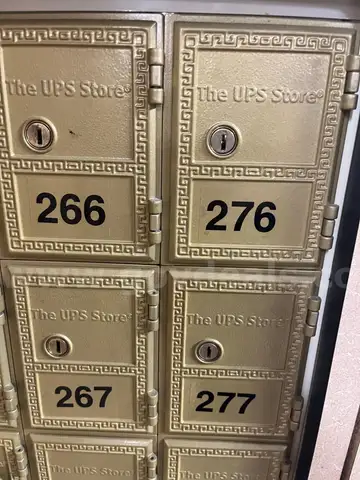 The UPS Store®
The UPS Store®
266
276
The UPS Store®
The UPS Store®
267
277
The UPS Store
The UPS Store